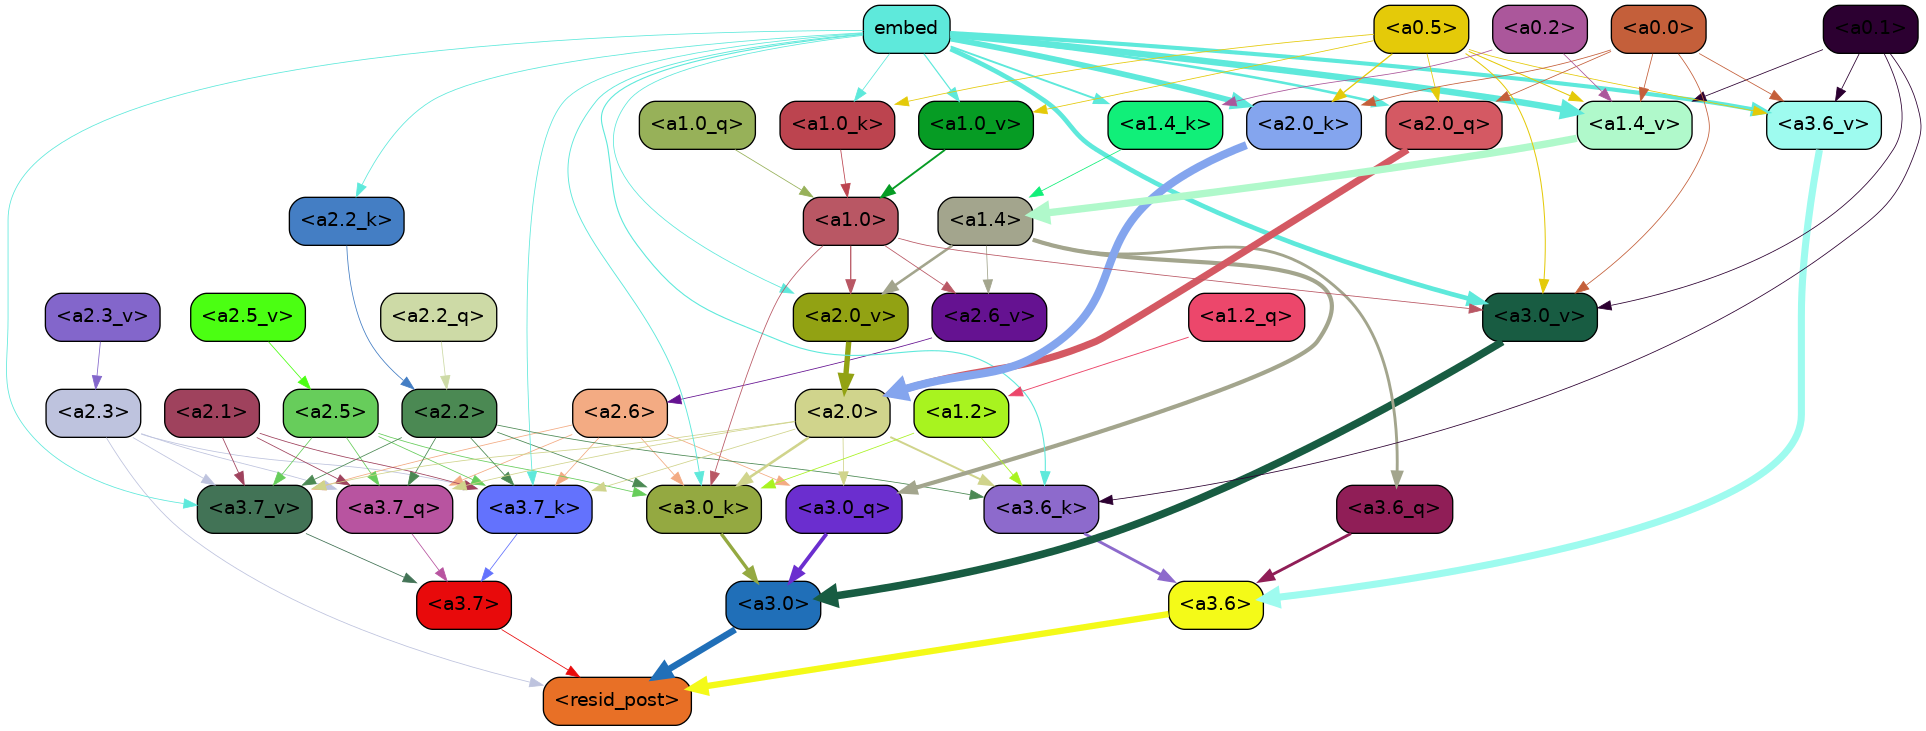 embed
<a0.5>
<a0.2>
<a0.0>
<a0.1>
<a1.0_q>
<a1.0_k>
<a1.0_v>
<a1.4_k>
<a2.0_k>
<a2.0_q>
<a1.4_v>
<a3.6_v>
<a2.2_k>
<a1.0>
<a1.4>
<a2.3_v>
<a2.5_v>
<a2.2_q>
<a2.0_v>
<a2.6_v>
<a1.2_q>
<a3.0_v>
<a2.3>
<a2.1>
<a2.5>
<a2.2>
<a2.6>
<a2.0>
<a1.2>
<a3.7_v>
<a3.7_q>
<a3.7_k>
<a3.0_k>
<a3.0_q>
<a3.6_k>
<a3.6_q>
<a3.7>
<a3.0>
<a3.6>
<resid_post>